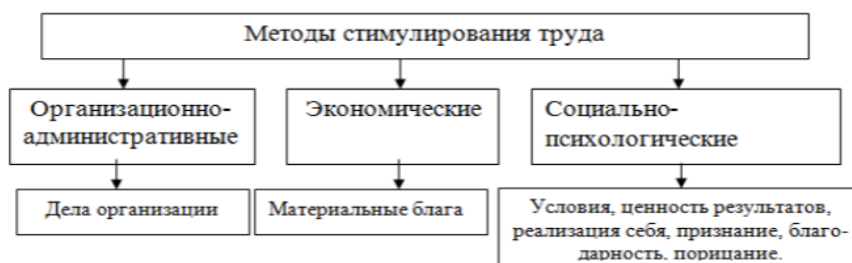 Методы стимулирования труда
Организационно-
административные
Экономические
Социально-
психологические
Дела организации
Материальные блага
Условия, ценность результатов,
реализация себя, признание, благо-
дарность, порицание.